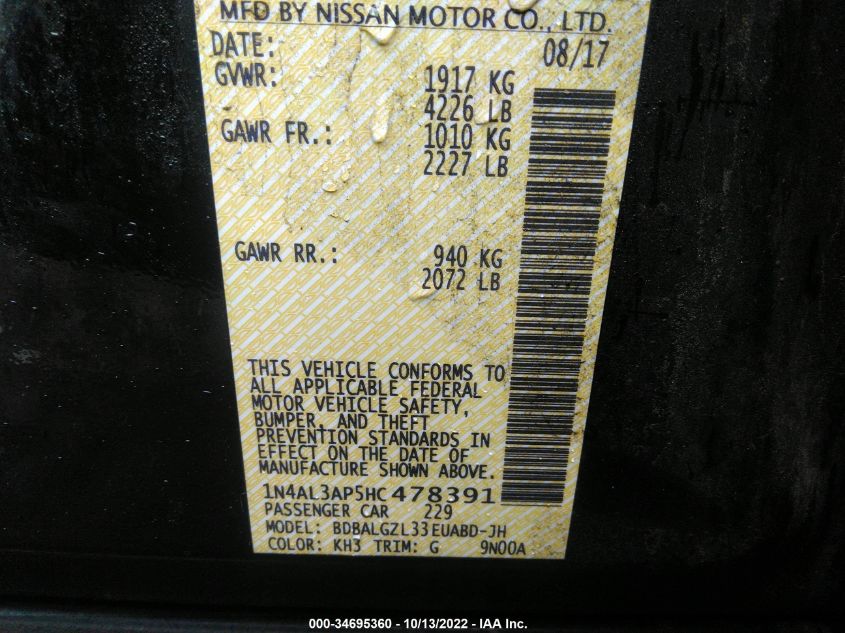 MFD BY NISSAN MOTOR CO., LTD.
DATE: 08/17
GVWR: 1917 KG
4226 LB
GAWR FR.: 1010 KG
2227 LB
GAWR RR.: 940 KG
2072 LB
THIS VEHICLE CONFORMS TO
ALL APPLICABLE FEDERAL
MOTOR VEHICLE SAFETY,
BUMPER, AND THEFT
PREVENTION STANDARDS IN
EFFECT ON THE DATE OF
MANUFACTURE SHOWN ABOVE.
1N4AL3AP5HC478391
PASSENGER CAR 229
MODEL: BDBALGZL33EUABD-JH
COLOR: KH3 TRIM: G 9N00A
000-34695360 - 10/13/2022 - IAA Inc.